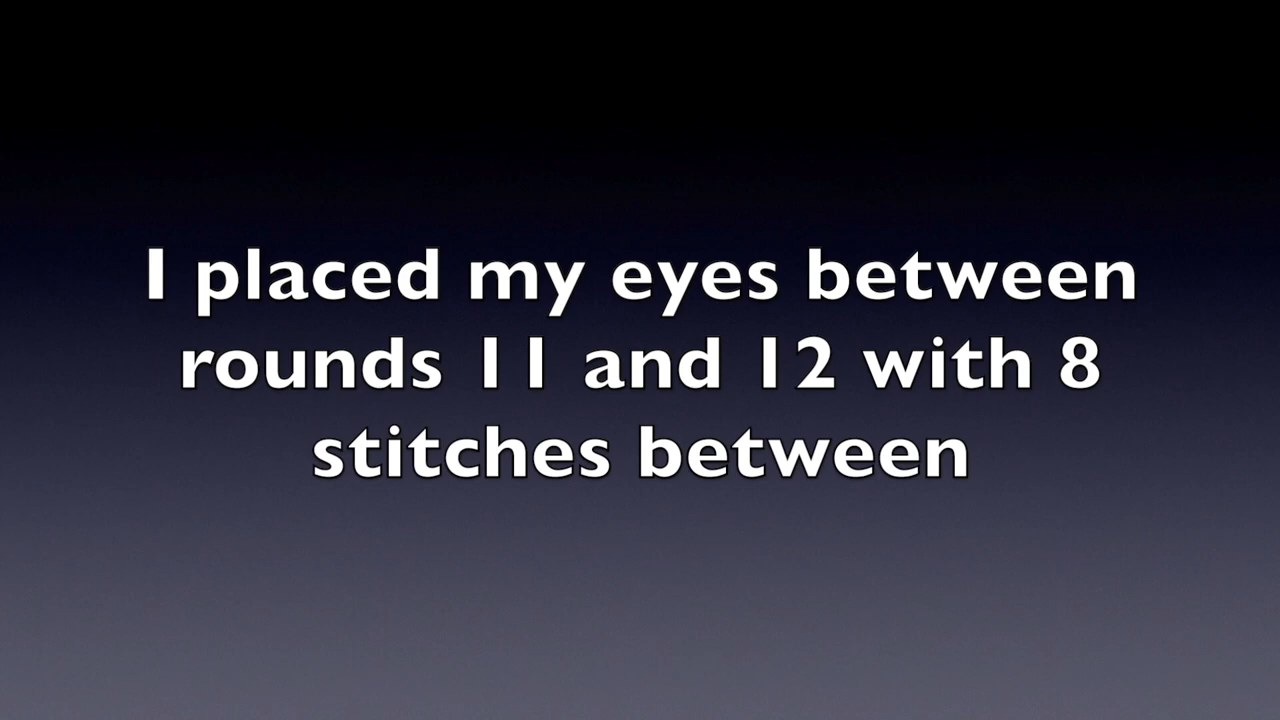 I placed my eyes between
rounds 11 and 12 with 8
stitches between